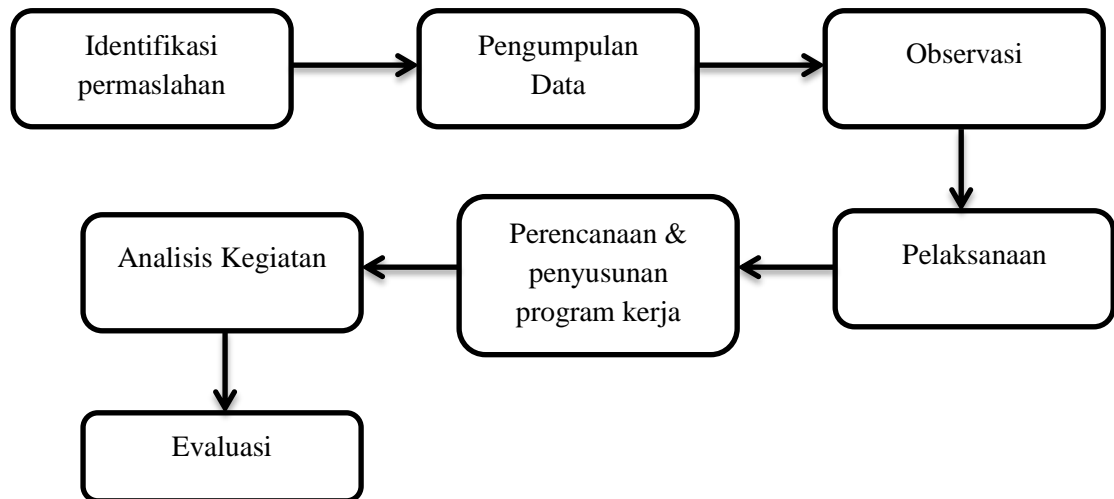 Identifikasi
permaslahan
Pengumpulan
Data
Observasi
Pelaksanaan
Perencanaan &
penyusunan
program kerja
Analisis Kegiatan
Evaluasi